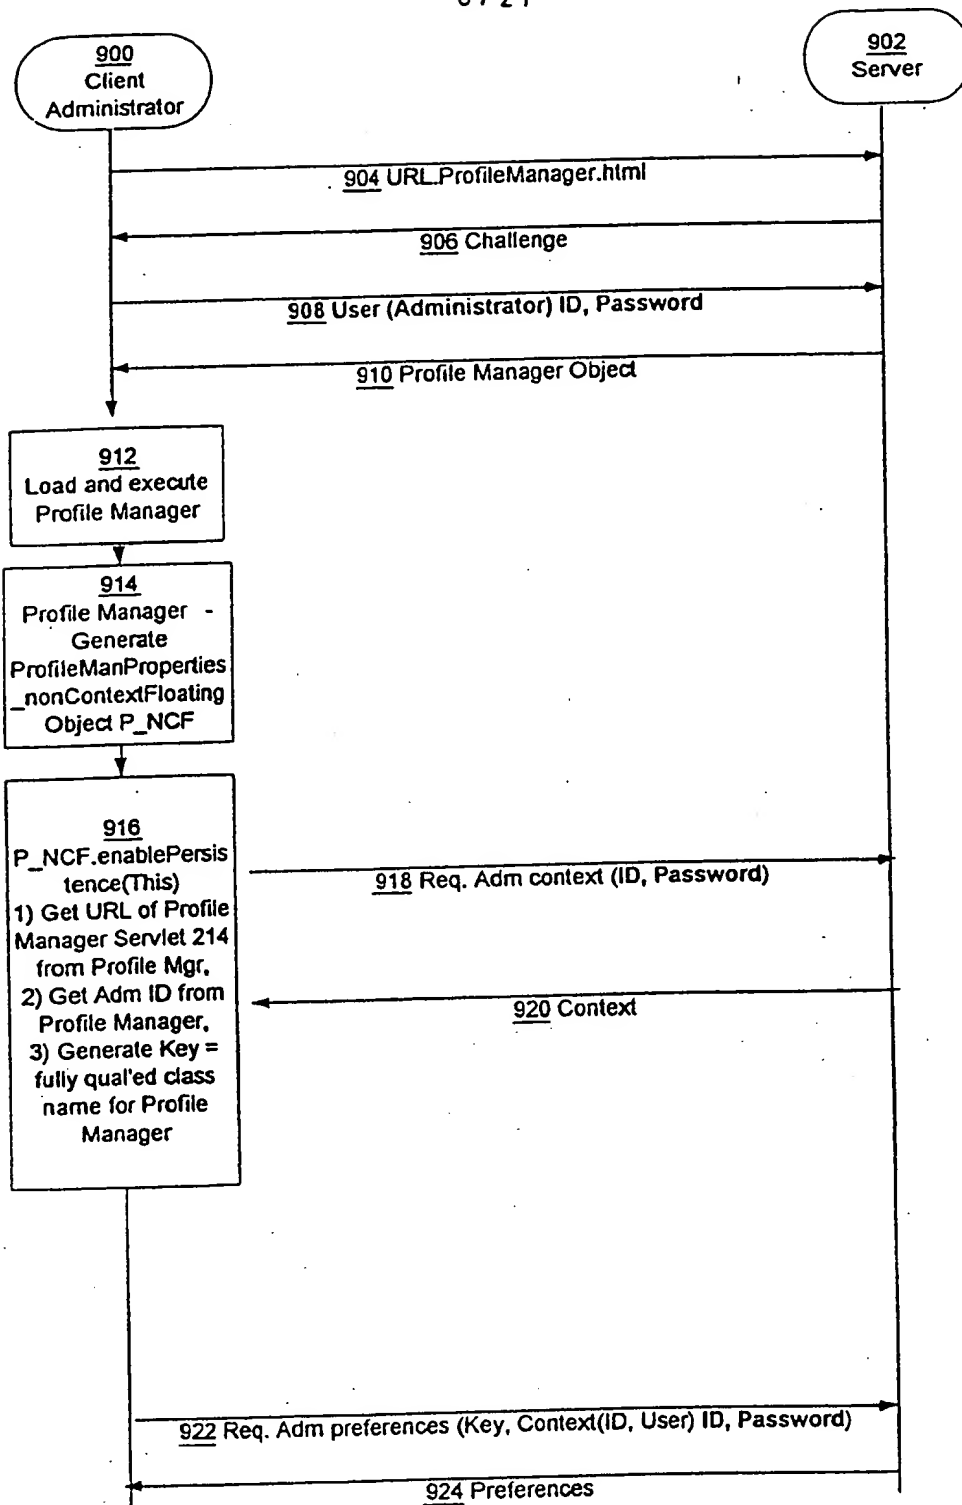 900
Client
Administrator
902
Server
904 URL.ProfileManager.html
906 Challenge
908 User (Administrator) ID, Password
910 Profile Manager Object
912
Load and execute
Profile Manager
914
Profile Manager -
Generate
ProfileManProperties
_nonContextFloating
Object P_NCF
916
P_NCF.enablePersis
tence(This)
1) Get URL of Profile
Manager Servlet 214
from Profile Mgr,
2) Get Adm ID from
Profile Manager,
3) Generate Key =
fully qual'ed class
name for Profile
Manager
918 Req. Adm context (ID, Password)
920 Context
922 Req. Adm preferences (Key, Context(ID, User) ID, Password)
924 Preferences